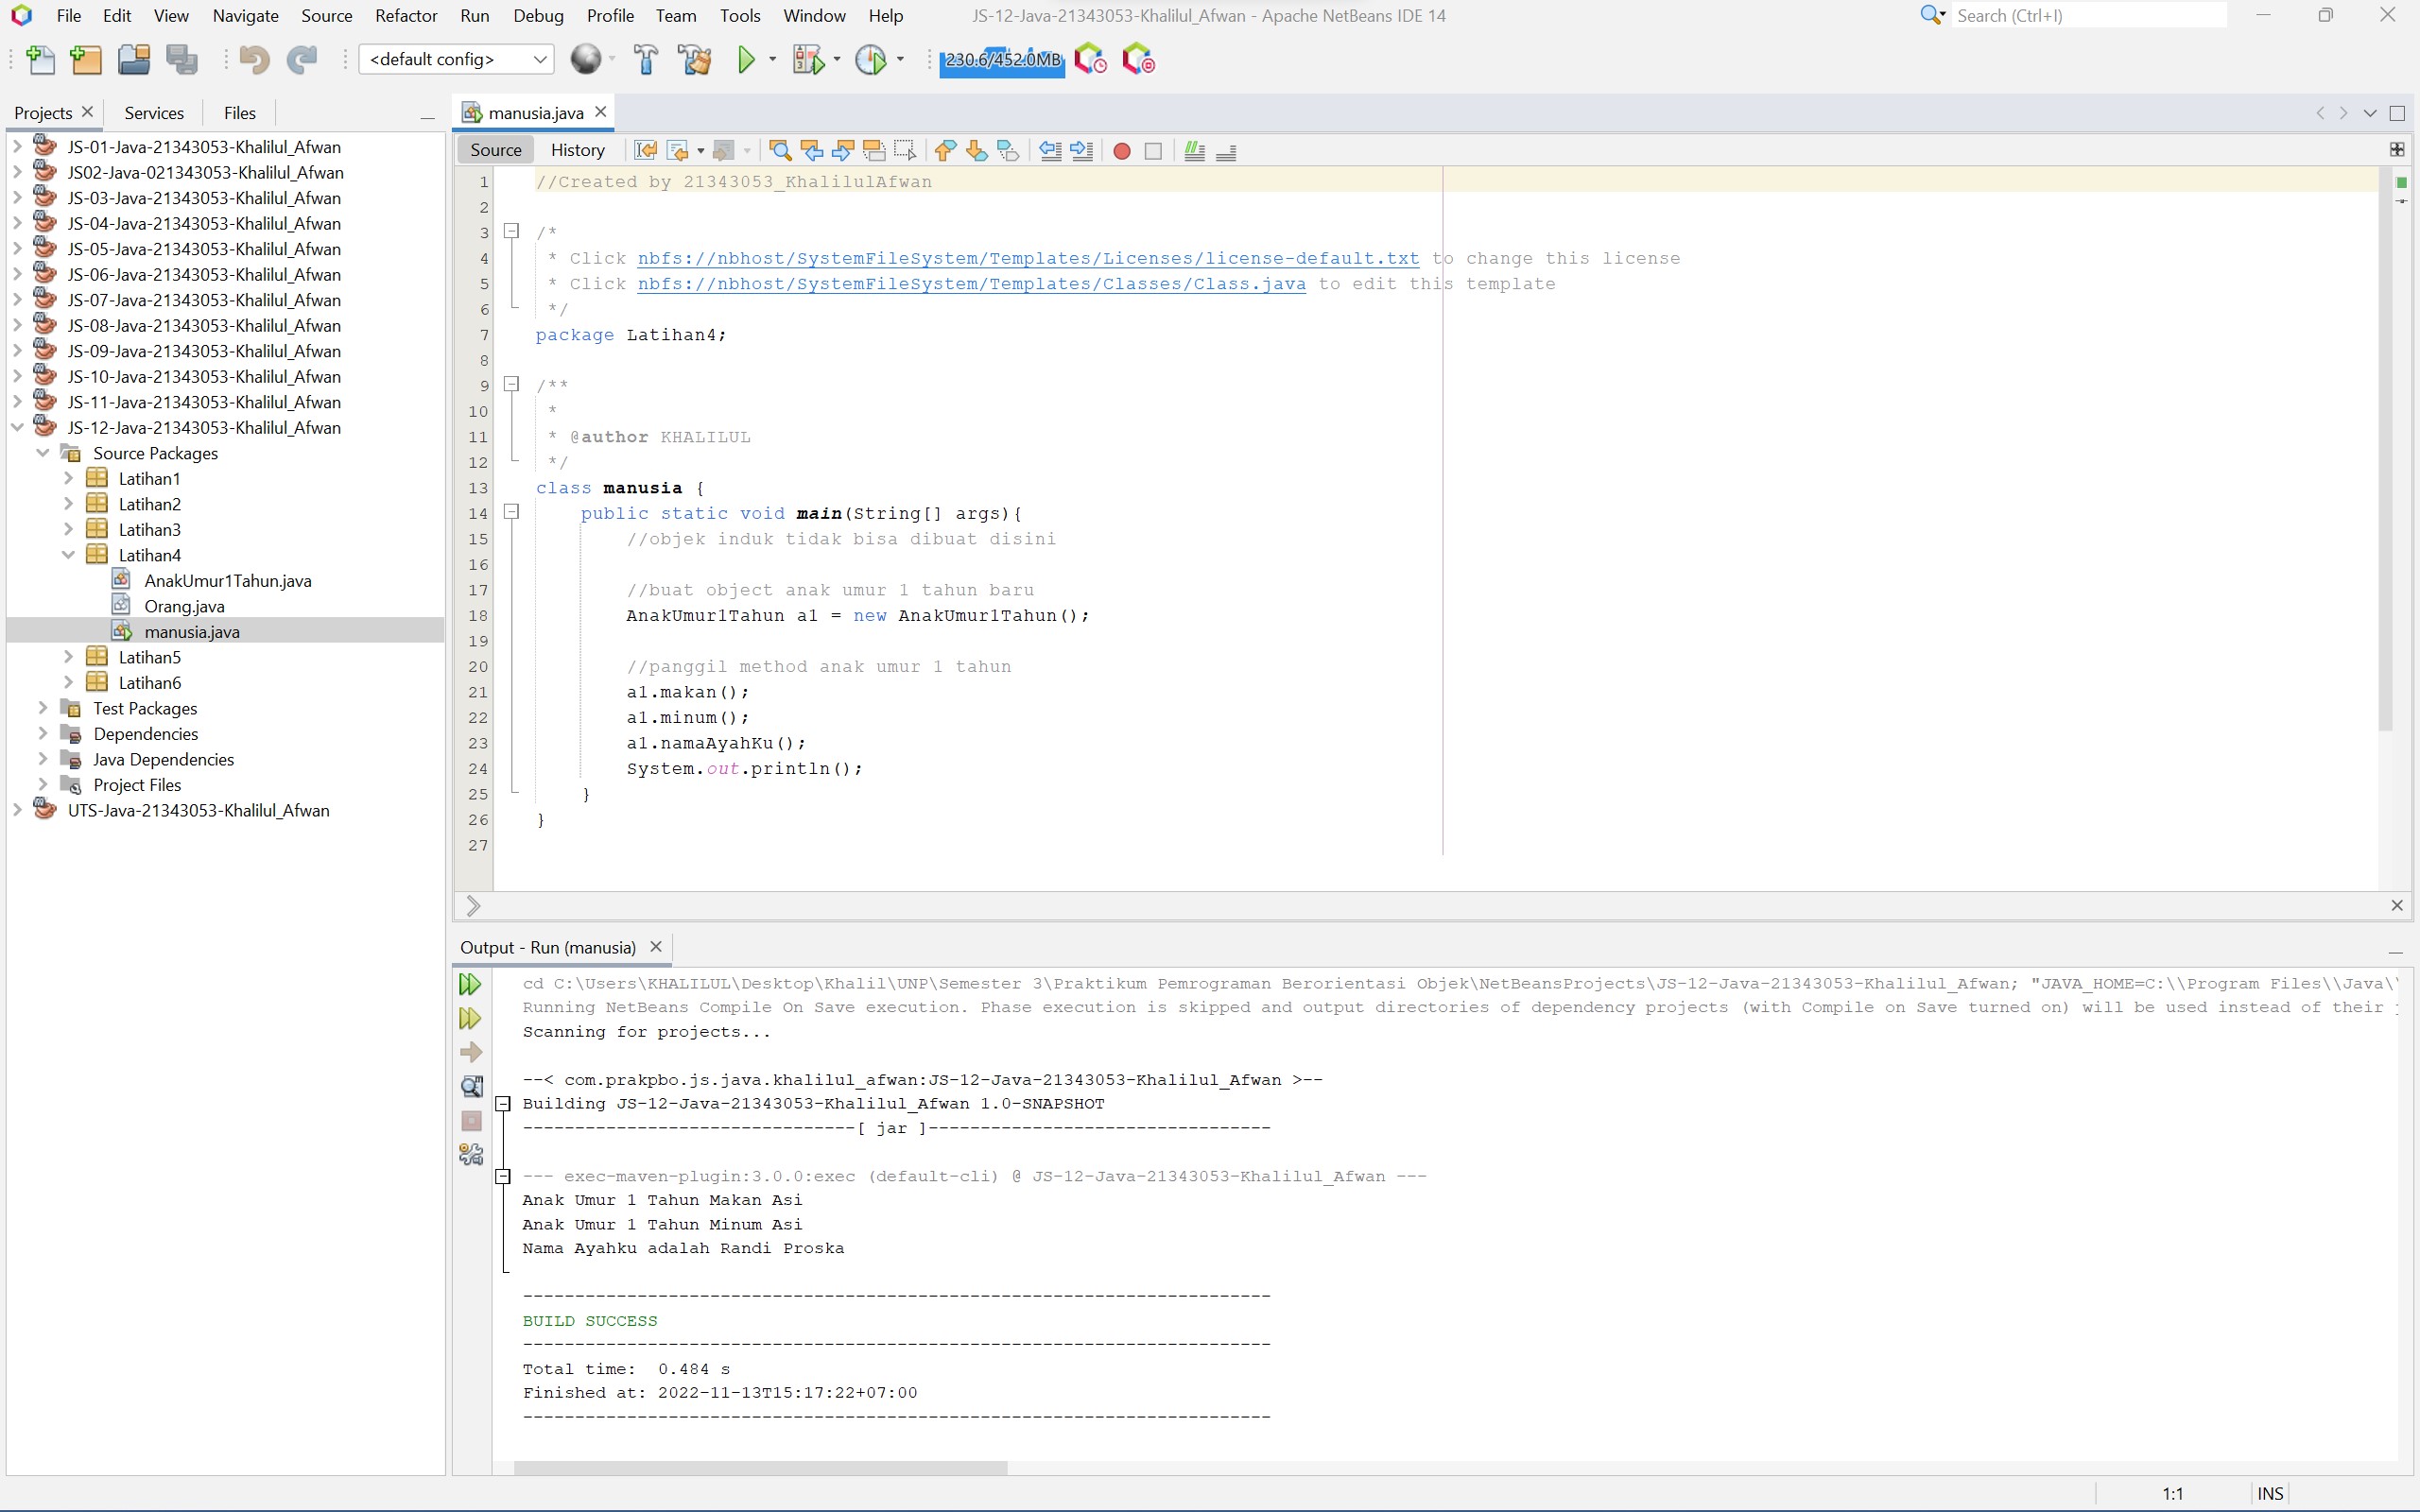 File Edit View Navigate Source Refactor Run Debug Profile Team Tools Window Help
JS-12-Java-21343053-Khalilul_Afwan - Apache NetBeans IDE 14
Search (Ctrl+I)
<default config>
230.6/452.0MB
Projects Services Files
JS-01-Java-21343053-Khalilul_Afwan
JS02-Java-021343053-Khalilul_Afwan
JS-03-Java-21343053-Khalilul_Afwan
JS-04-Java-21343053-Khalilul_Afwan
JS-05-Java-21343053-Khalilul_Afwan
JS-06-Java-21343053-Khalilul_Afwan
JS-07-Java-21343053-Khalilul_Afwan
JS-08-Java-21343053-Khalilul_Afwan
JS-09-Java-21343053-Khalilul_Afwan
JS-10-Java-21343053-Khalilul_Afwan
JS-11-Java-21343053-Khalilul_Afwan
JS-12-Java-21343053-Khalilul_Afwan
Source Packages
Latihan1
Latihan2
Latihan3
Latihan4
AnakUmur1Tahun.java
Orang.java
manusia.java
Latihan5
Latihan6
Test Packages
Dependencies
Java Dependencies
Project Files
UTS-Java-21343053-Khalilul_Afwan
manusia.java
Source History
1 //Created by 21343053_KhalilulAfwan
2
3 /*
4 * Click nbfs://nbhost/SystemFileSystem/Templates/Licenses/license-default.txt to change this license
5 * Click nbfs://nbhost/SystemFileSystem/Templates/Classes/Class.java to edit this template
6 */
7 package Latihan4;
8
9 /**
10 *
11 * @author KHALILUL
12 */
13 class manusia {
14 public static void main(String[] args){
15 //objek induk tidak bisa dibuat disini
16
17 //buat object anak umur 1 tahun baru
18 AnakUmur1Tahun a1 = new AnakUmur1Tahun();
19
20 //panggil method anak umur 1 tahun
21 a1.makan();
22 a1.minum();
23 a1.namaAyahKu();
24 System.out.println();
25 }
26 }
27
Output - Run (manusia)
cd C:\Users\KHALILUL\Desktop\Khalil\UNP\Semester 3\Praktikum Pemrograman Berorientasi Objek\NetBeansProjects\JS-12-Java-21343053-Khalilul_Afwan; "JAVA_HOME=C:\\Program Files\\Java\\
Running NetBeans Compile On Save execution. Phase execution is skipped and output directories of dependency projects (with Compile on Save turned on) will be used instead of their
Scanning for projects...
--< com.prakpbo.js.java.khalilul_afwan:JS-12-Java-21343053-Khalilul_Afwan >--
Building JS-12-Java-21343053-Khalilul_Afwan 1.0-SNAPSHOT
--------------------------------[ jar ]---------------------------------
--- exec-maven-plugin:3.0.0:exec (default-cli) @ JS-12-Java-21343053-Khalilul_Afwan ---
Anak Umur 1 Tahun Makan Asi
Anak Umur 1 Tahun Minum Asi
Nama Ayahku adalah Randi Proska
------------------------------------------------------------------------
BUILD SUCCESS
------------------------------------------------------------------------
Total time:  0.484 s
Finished at: 2022-11-13T15:17:22+07:00
------------------------------------------------------------------------
1:1 INS